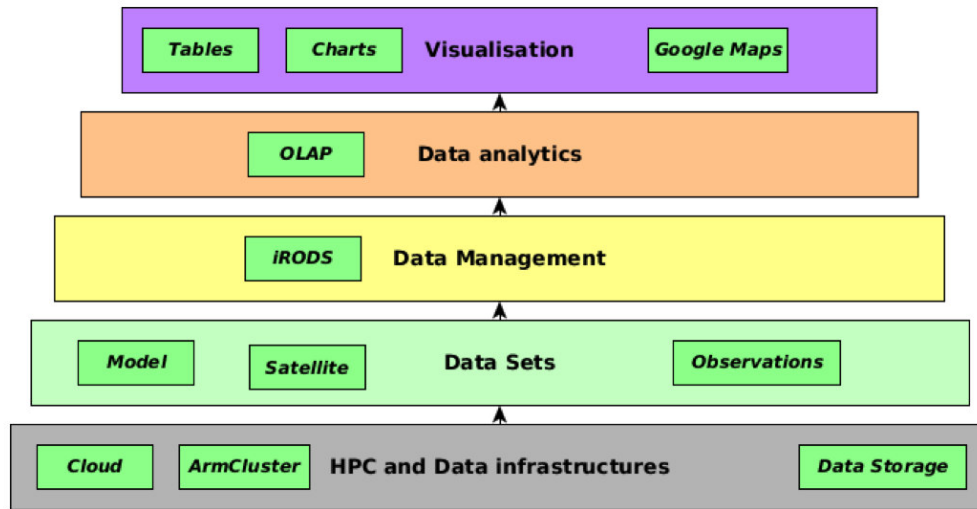 Tables Charts Visualisation Google Maps
OLAP Data analytics
iRODS Data Management
Model Satellite Data Sets Observations
Cloud ArmCluster HPC and Data infrastructures Data Storage